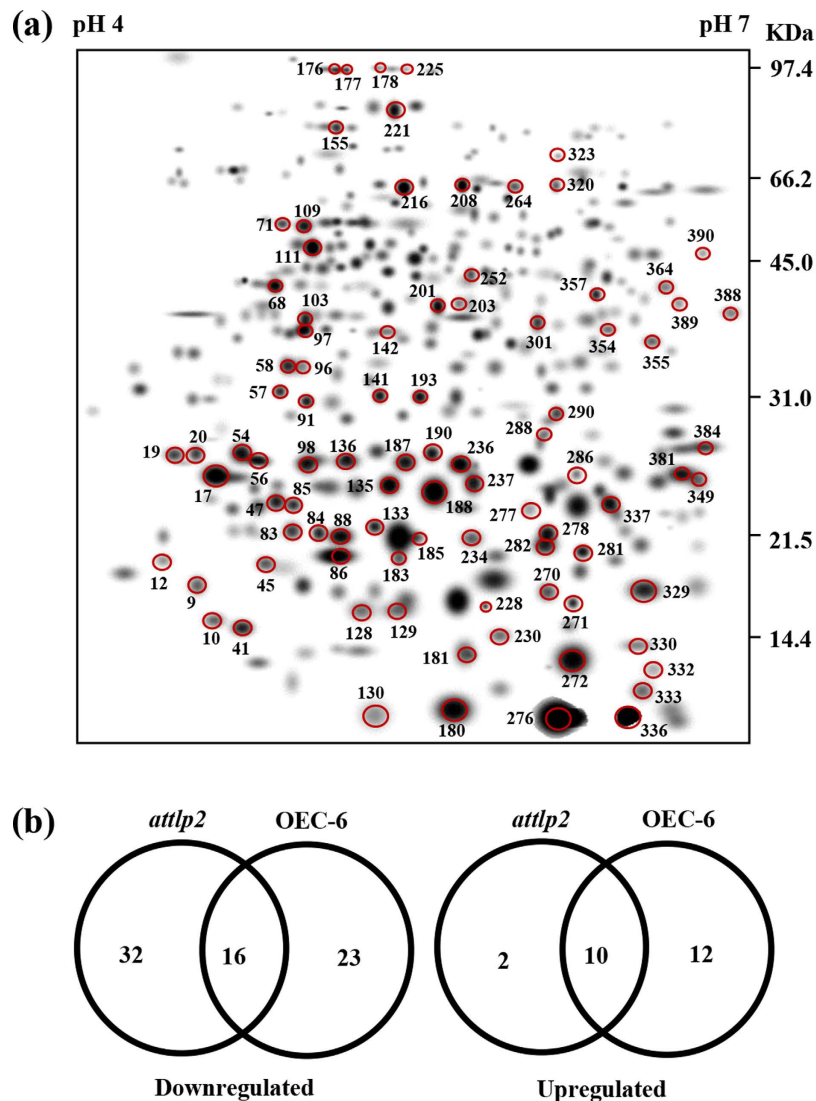 (a) pH 4 pH 7 KDa
97.4
176 177 178 225
221
155
323
66.2
216 208 264 320
71 109
390
111
45.0
252
68 357 364
103 201 203 389 388
97 142 301 354 355
58 96
57 141 193 31.0
91 290
288
19 20 54 190 384
56 98 136 187 236 286 381
17 135 188 237 349
47 85 277 337
83 84 88 133 278 21.5
185 234 282 281
12 45 86 183
9 270 329
228 271
10 41 128 129 230 14.4
181 330
272 332
333
130 180 276 336
(b) attlp2 OEC-6 attlp2 OEC-6
32 16 23 2 10 12
Downregulated Upregulated